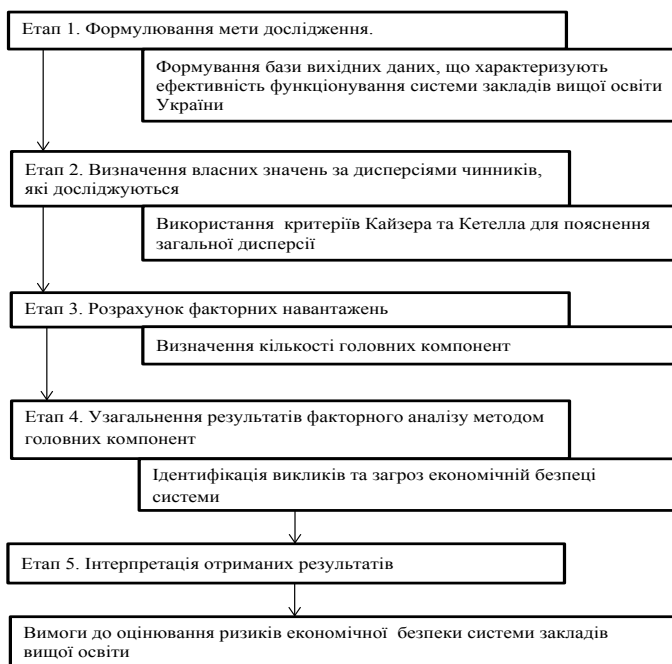 Етап 1. Формулювання мети дослідження.
Формування бази вихідних даних, що характеризують
ефективність функціонування системи закладів вищої освіти
України
Етап 2. Визначення власних значень за дисперсіями чинників,
які досліджуються
Використання критеріїв Кайзера та Кетелла для пояснення
загальної дисперсії
Етап 3. Розрахунок факторних навантажень
Визначення кількості головних компонент
Етап 4. Узагальнення результатів факторного аналізу методом
головних компонент
Ідентифікація викликів та загроз економічній безпеці
системи
Етап 5. Інтерпретація отриманих результатів
Вимоги до оцінювання ризиків економічної безпеки системи закладів
вищої освіти